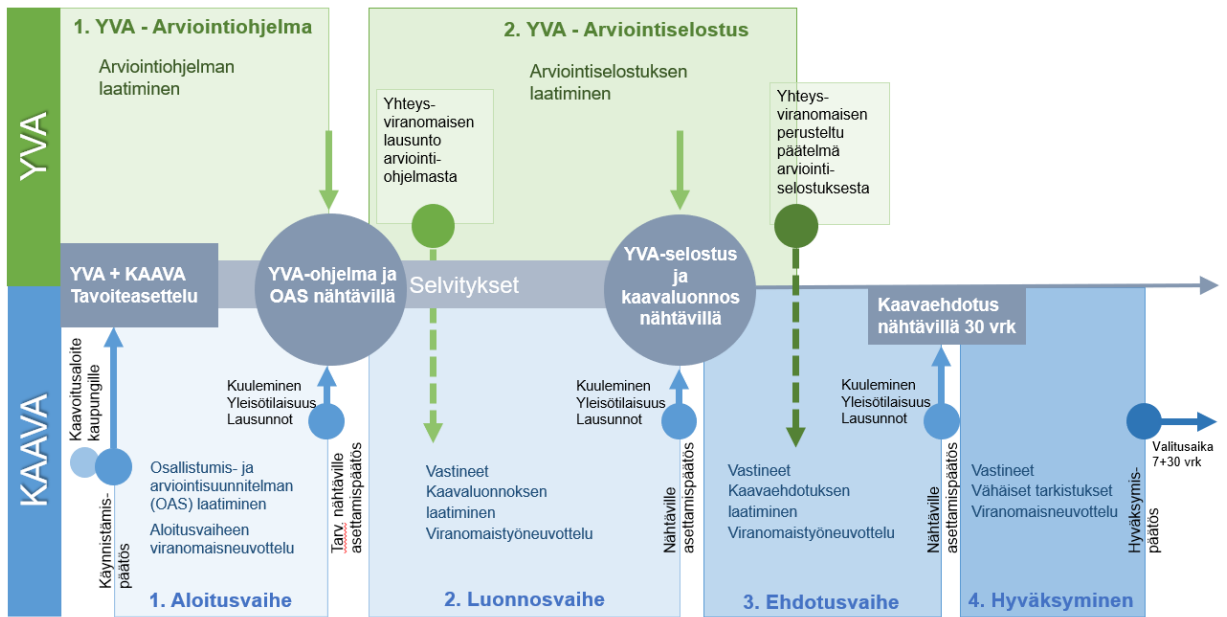 YVA
1. YVA - Arviointiohjelma
Arviointiohjelman
laatiminen
2. YVA - Arviointiselostus
Arviointiselostuksen
laatiminen
Yhteys-
viranomaisen
lausunto
arviointi-
ohjelmasta
Yhteys-
viranomaisen
perusteltu
päätelmä
arviointi-
selostuksesta
YVA + KAAVA
Tavoiteasettelu
YVA-ohjelma ja
OAS nähtävillä
Selvitykset
YVA-selostus
ja
kaavaluonnos
nähtävillä
Kaavaehdotus
nähtävillä 30 vrk
KAAVA
Kaavoitusaloite
kaupungille
Käynnistämis-
päätös
Kuuleminen
Yleisötilaisuus
Lausunnot
Tarv. nähtäville
asettamispäätös
Osallistumis- ja
arviointisuunnitelman
(OAS) laatiminen
Aloitusvaiheen
viranomaisneuvottelu
1. Aloitusvaihe
Kuuleminen
Yleisötilaisuus
Lausunnot
Nähtäville
asettamispäätös
Vastineet
Kaavaluonnoksen
laatiminen
Viranomaistyöneuvottelu
2. Luonnosvaihe
Kuuleminen
Yleisötilaisuus
Lausunnot
Nähtäville
asettamispäätös
Vastineet
Kaavaehdotuksen
laatiminen
Viranomaistyöneuvottelu
3. Ehdotusvaihe
Vastineet
Vähäiset tarkistukset
Viranomaisneuvottelu
Hyväksymis-
päätös
Valitusaika
7+30 vrk
4. Hyväksyminen